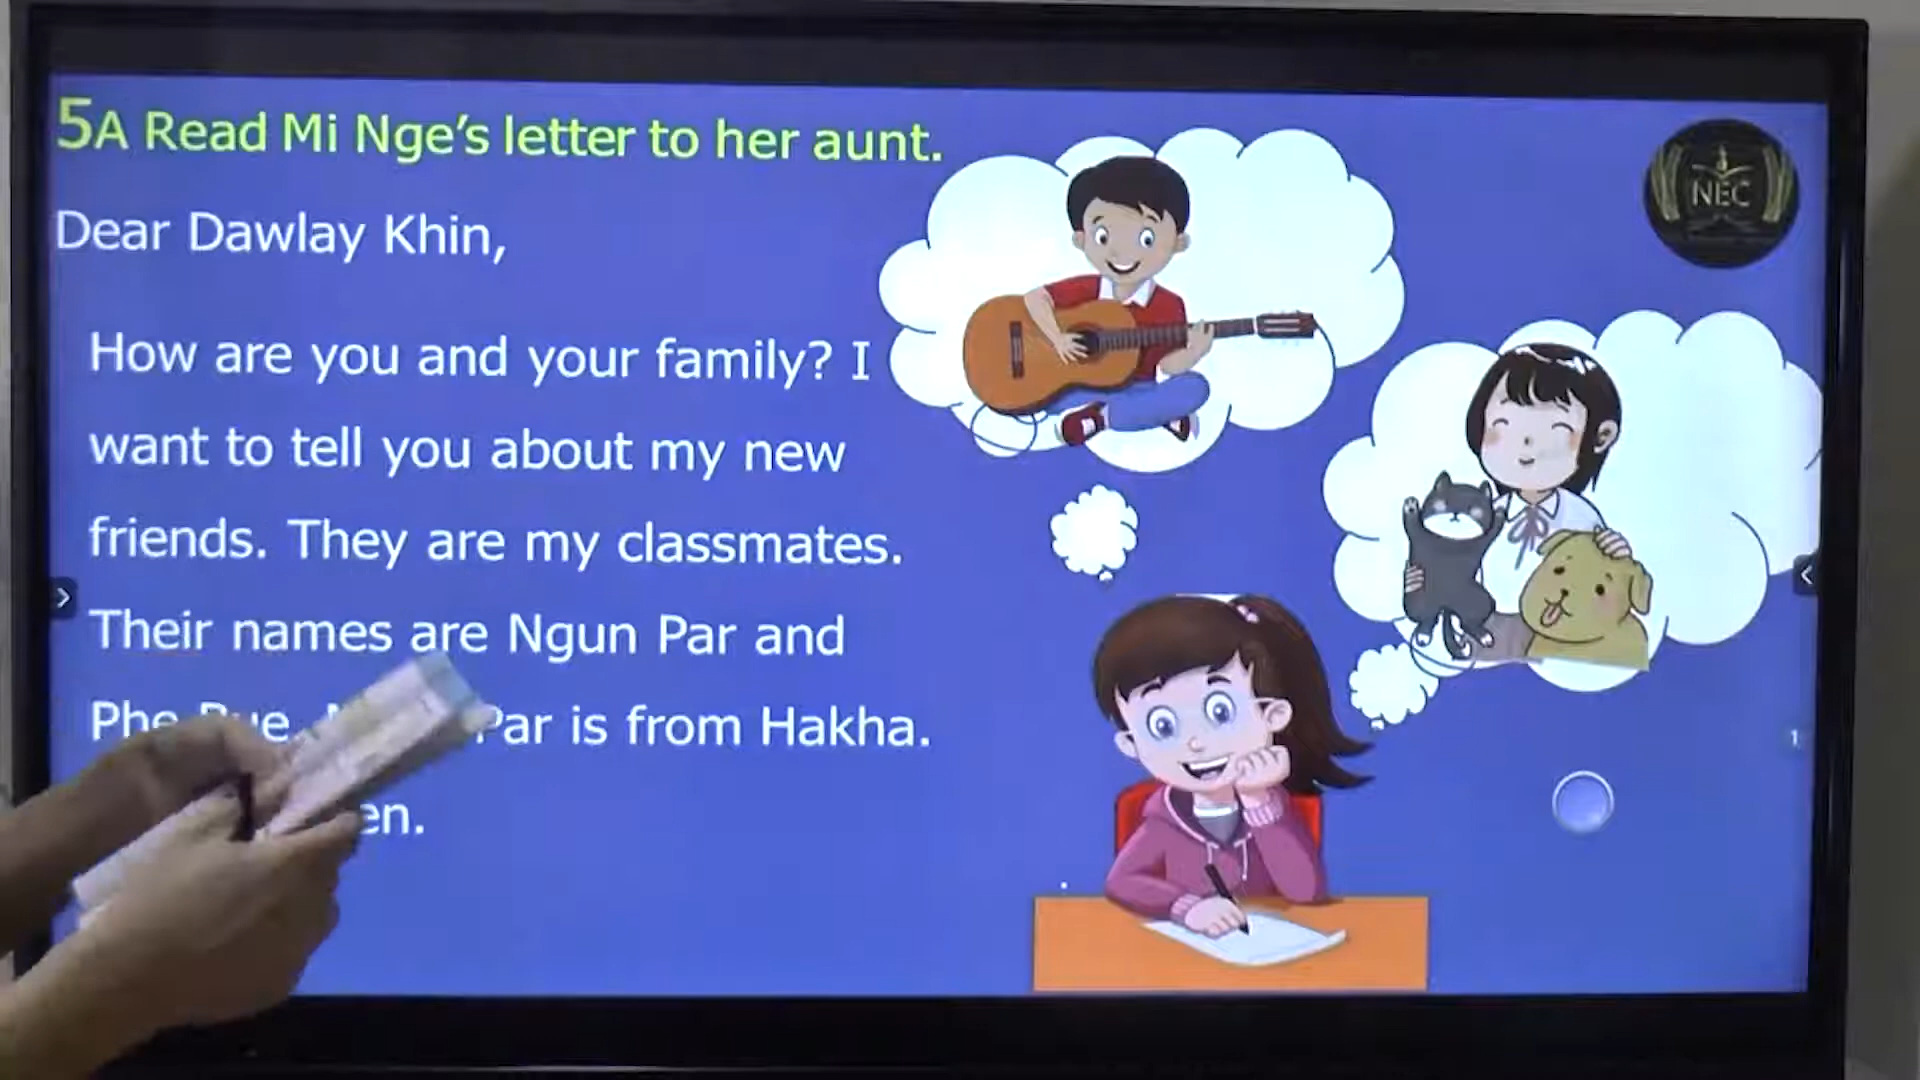 5A Read Mi Nge's letter to her aunt.
Dear Dawlay Khin,
How are you and your family? I
want to tell you about my new
friends. They are my classmates.
Their names are Ngun Par and
Phe Par is from Hakha.
NEC
1